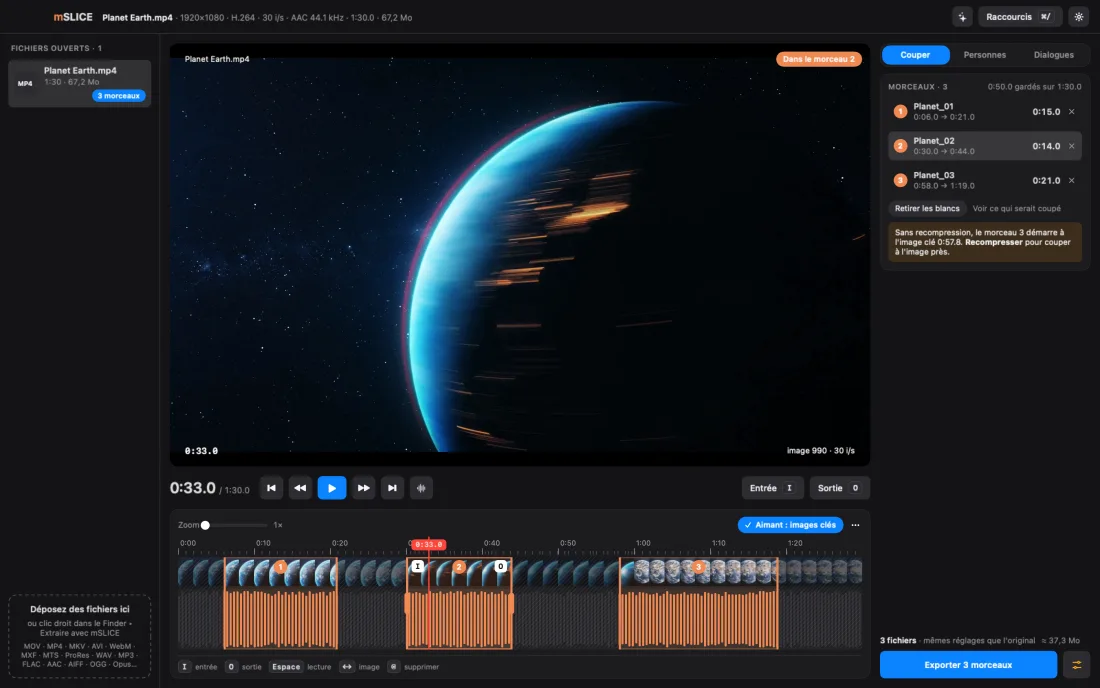 mSLICE Planet Earth.mp4 · 1920×1080 · H.264 · 30 i/s · AAC 44.1 kHz · 1:30.0 · 67,2 Mo
Raccourcis ⌘/
FICHIERS OUVERTS · 1
MP4
Planet Earth.mp4
1:30 · 67,2 Mo
3 morceaux
Déposez des fichiers ici
ou clic droit dans le Finder ▸
Extraire avec mSLICE
MOV · MP4 · MKV · AVI · WebM ·
MXF · MTS · ProRes · WAV · MP3 ·
FLAC · AAC · AIFF · OGG · Opus…
Planet Earth.mp4
Dans le morceau 2
0:33.0
image 990 · 30 i/s
0:33.0 / 1:30.0
Entrée I
Sortie O
Zoom 1×
✓ Aimant : images clés
0:00 0:10 0:20 0:33.0 0:40 0:50 1:00 1:10 1:20
1 I 2 O 3
I entrée O sortie Espace lecture ↔ image ⊗ supprimer
Couper Personnes Dialogues
MORCEAUX · 3 0:50.0 gardés sur 1:30.0
1 Planet_01
0:06.0 → 0:21.0 0:15.0 ×
2 Planet_02
0:30.0 → 0:44.0 0:14.0 ×
3 Planet_03
0:58.0 → 1:19.0 0:21.0 ×
Retirer les blancs Voir ce qui serait coupé
Sans recompression, le morceau 3 démarre à
l'image clé 0:57.8. Recompresser pour couper
à l'image près.
3 fichiers · mêmes réglages que l'original ≈ 37,3 Mo
Exporter 3 morceaux